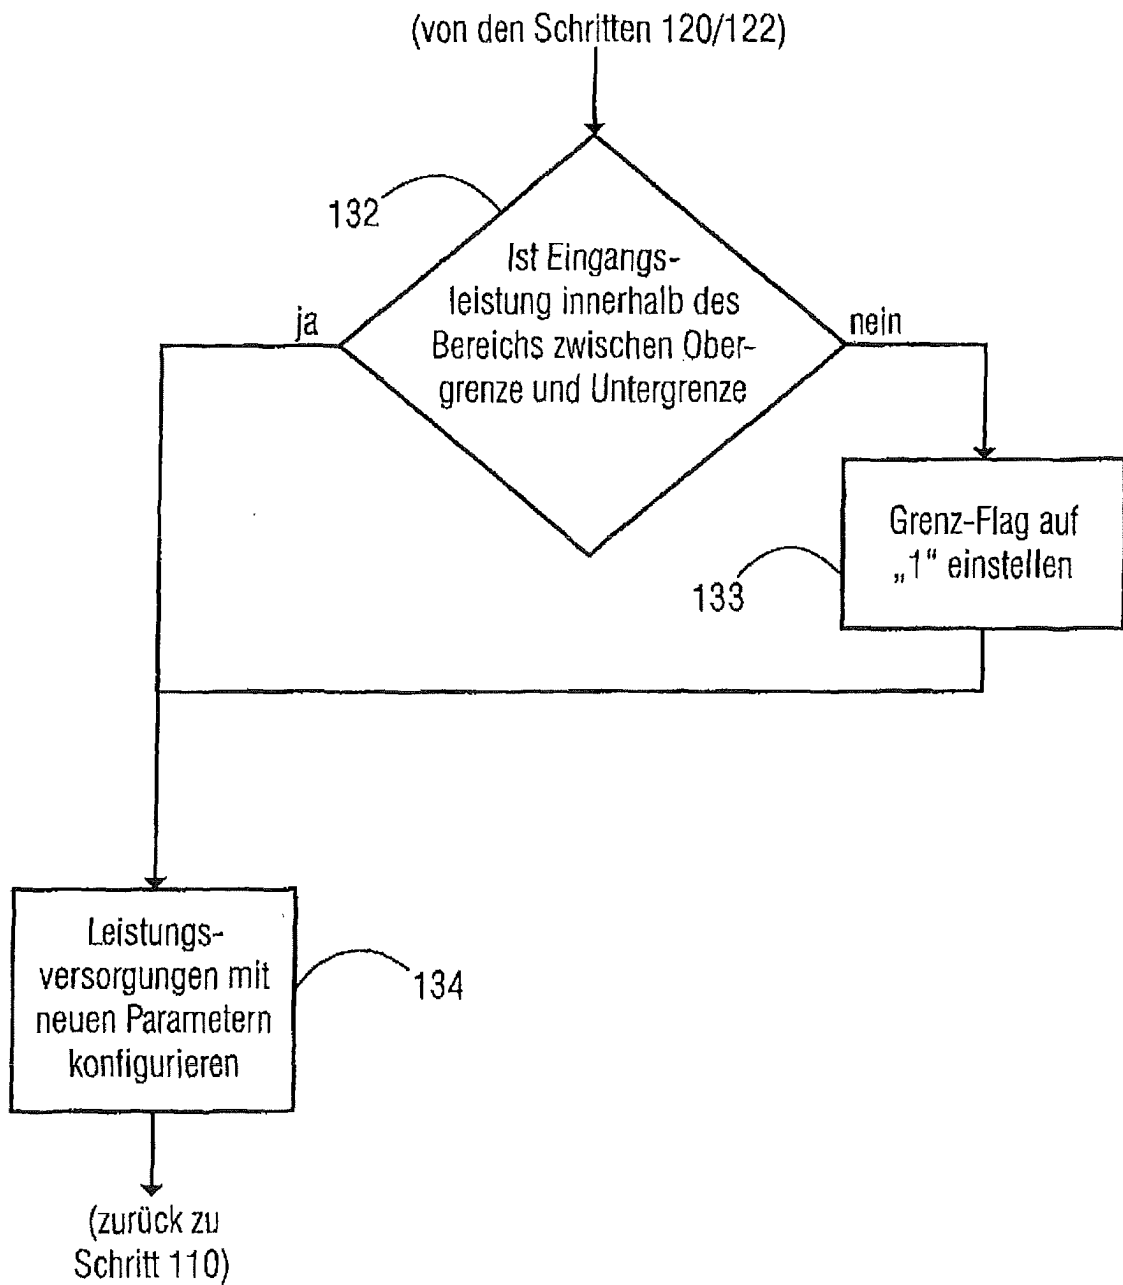 (von den Schritten 120/122)
132
Ist Eingangs-
leistung innerhalb des
Bereichs zwischen Ober-
grenze und Untergrenze
ja
nein
Grenz-Flag auf
„1“ einstellen
133
Leistungs-
versorgungen mit
neuen Parametern
konfigurieren
134
(zurück zu
Schritt 110)